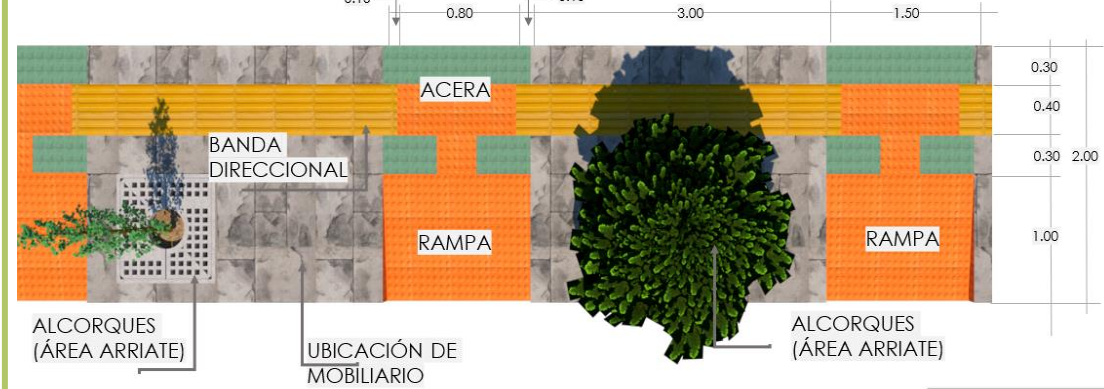 0.80
3.00
1.50
ACERA
0.30
0.40
BANDA
DIRECCIONAL
0.30
2.00
RAMPA
RAMPA
1.00
ALCORQUES
(ÁREA ARRIATE)
UBICACIÓN DE
MOBILIARIO
ALCORQUES
(ÁREA ARRIATE)